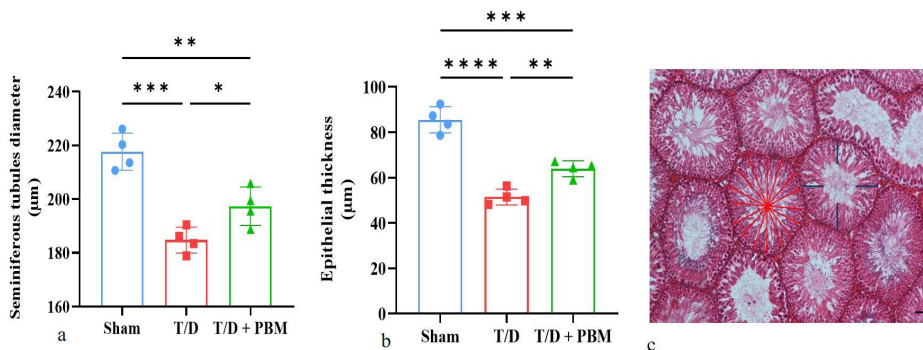 **
***
*
Seminiferous tubules diameter
(µm)
240
220
200
180
160
Sham
T/D
T/D + PBM
a
***
****
**
Epithelial thickness
(µm)
100
80
60
40
20
0
Sham
T/D
T/D + PBM
b
c